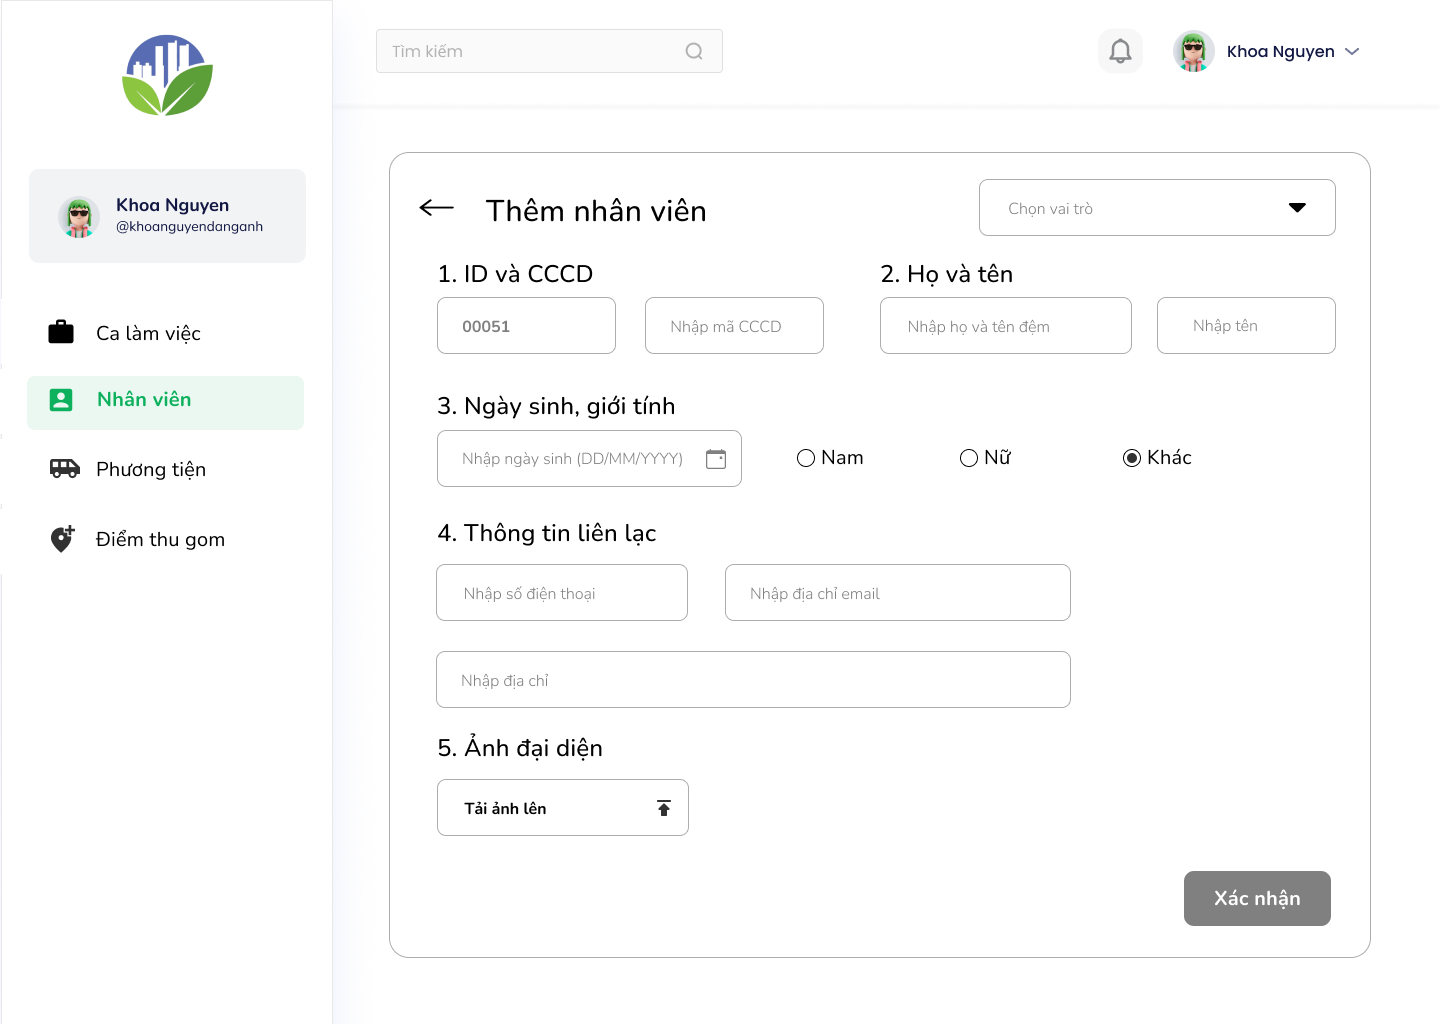 Tìm kiếm
Khoa Nguyen
Khoa Nguyen
@khoanguyendanganh
Ca làm việc
Nhân viên
Phương tiện
Điểm thu gom
Thêm nhân viên
Chọn vai trò
1. ID và CCCD
2. Họ và tên
00051
Nhập mã CCCD
Nhập họ và tên đệm
Nhập tên
3. Ngày sinh, giới tính
Nhập ngày sinh (DD/MM/YYYY)
Nam
Nữ
Khác
4. Thông tin liên lạc
Nhập số điện thoại
Nhập địa chỉ email
Nhập địa chỉ
5. Ảnh đại diện
Tải ảnh lên
Xác nhận